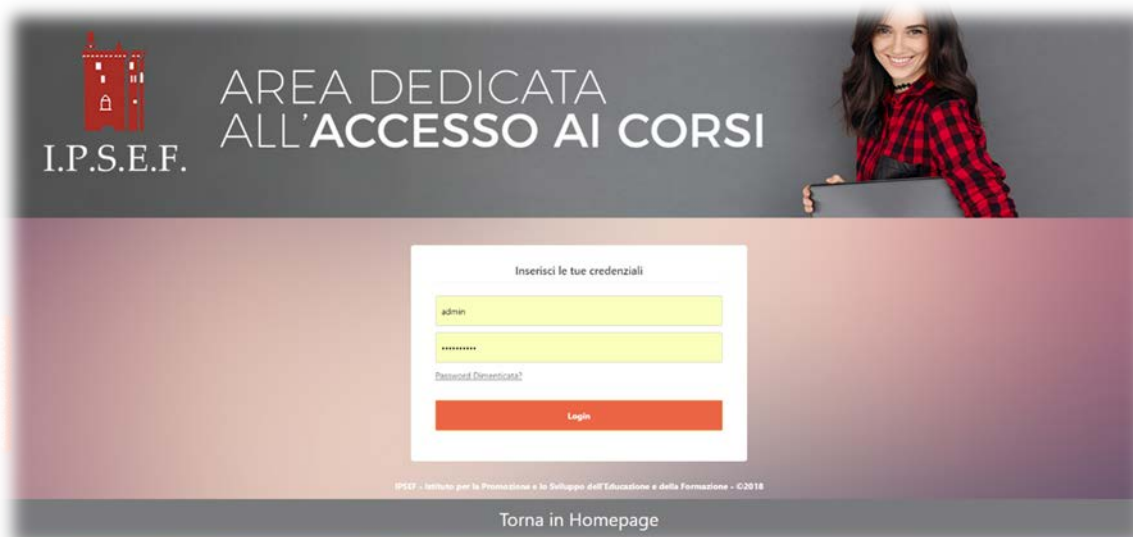 I.P.S.E.F.
AREA DEDICATA
ALL'ACCESSO AI CORSI
Inserisci le tue credenziali
admin
••••••••••
Password Dimenticata?
Login
IPSEF - Istituto per la Promozione e lo Sviluppo dell'Educazione e della Formazione - ©2018
Torna in Homepage